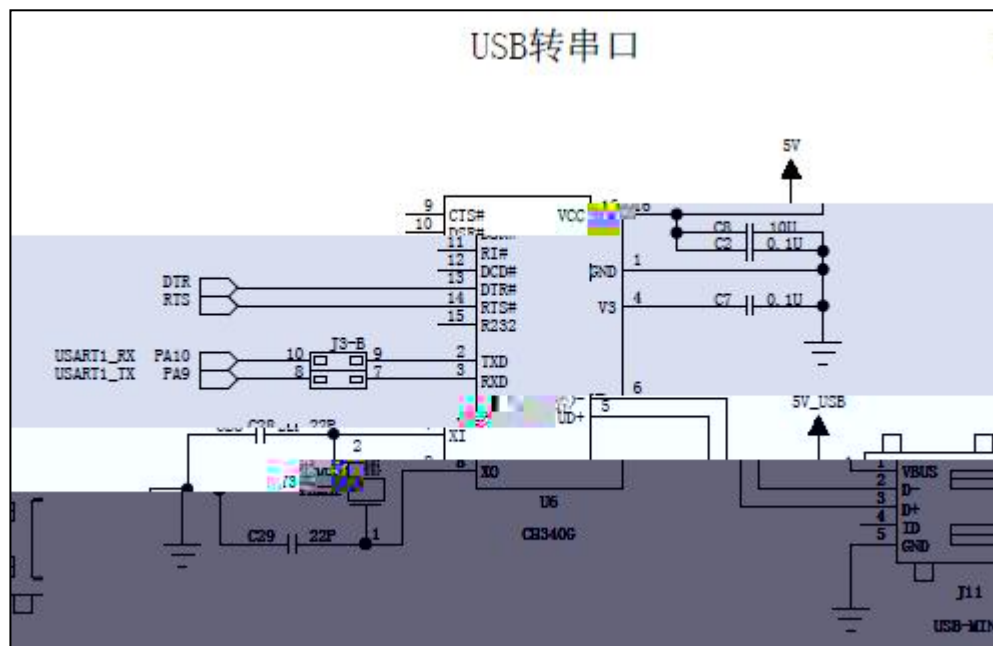 USB转串口
5V
9 CTS# VCC
10
C8 10U
11 C2 0.1U
12 RI#
DCD# GND 1
DTR 13 DTR#
RTS 14 RTS# V3 4 C7 0.1U
15 R232
J3-B
USART1_RX PA10 10 9 2 TXD
USART1_TX PA9 8 7 3 RXD
6
UD+ 5 5V_USB
22P XI
2
8 XO 1 VBUS
2 D-
3 D+
U6 4 ID
C29 22P 1 CH340G 5 GND
J11
USB-MIN